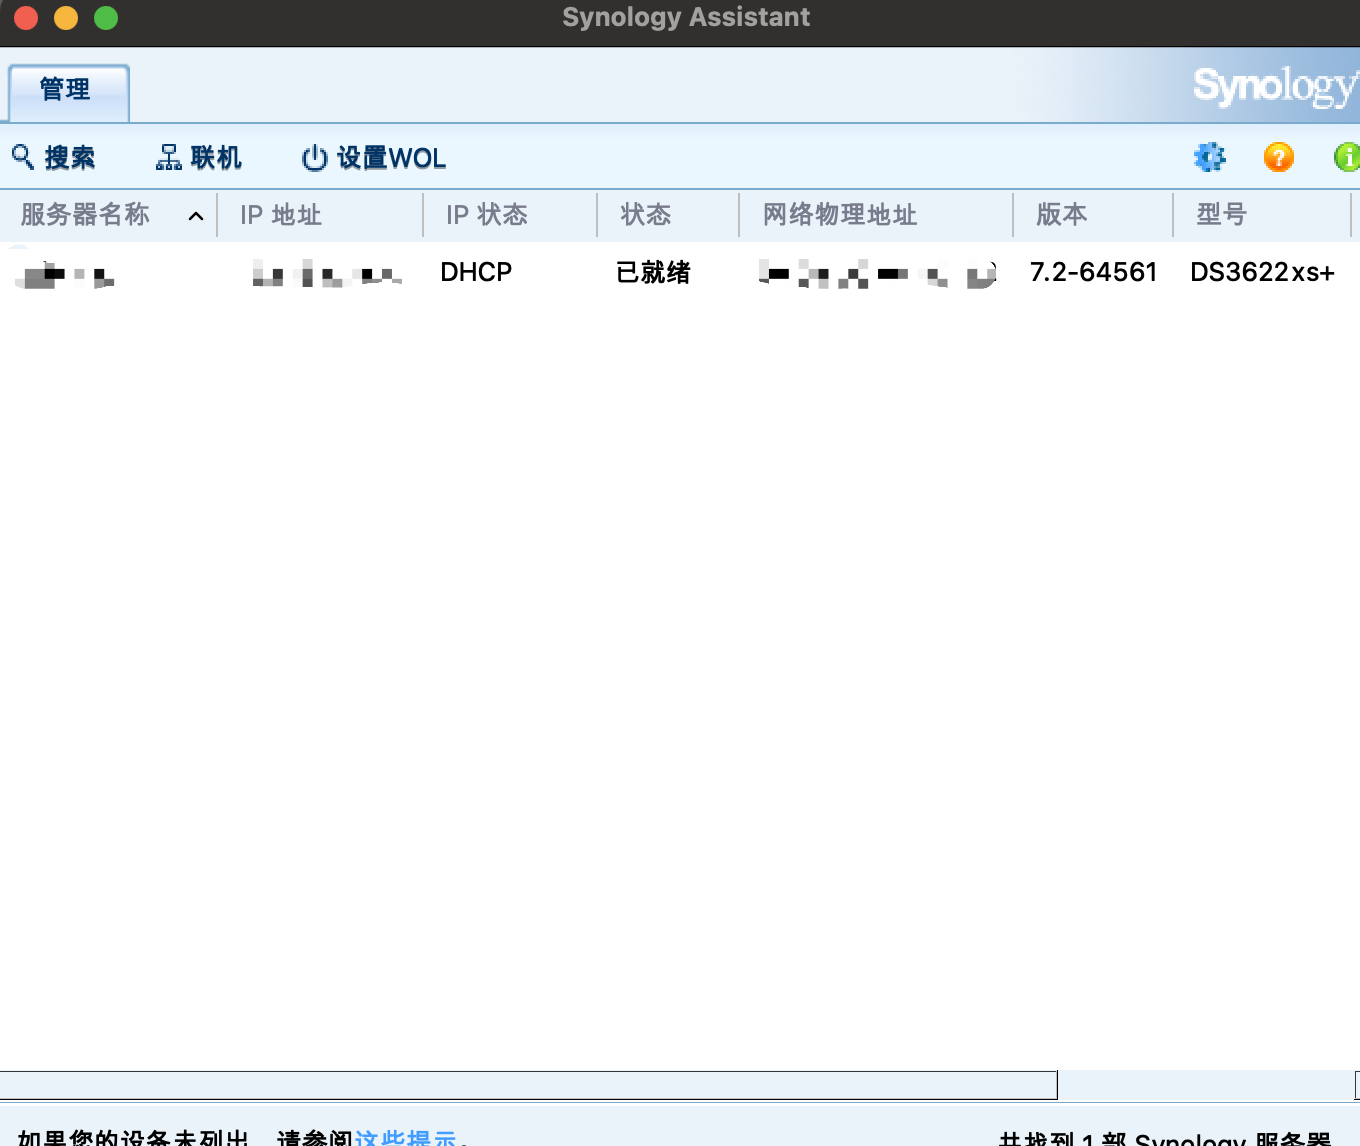 Synology Assistant
管理
Synology
搜索 联机 设置WOL
服务器名称 IP 地址 IP 状态 状态 网络物理地址 版本 型号
DHCP 已就绪 7.2-64561 DS3622xs+
如果您的设备未列出，请参阅这些提示。 共找到 1 部 Synology 服务器